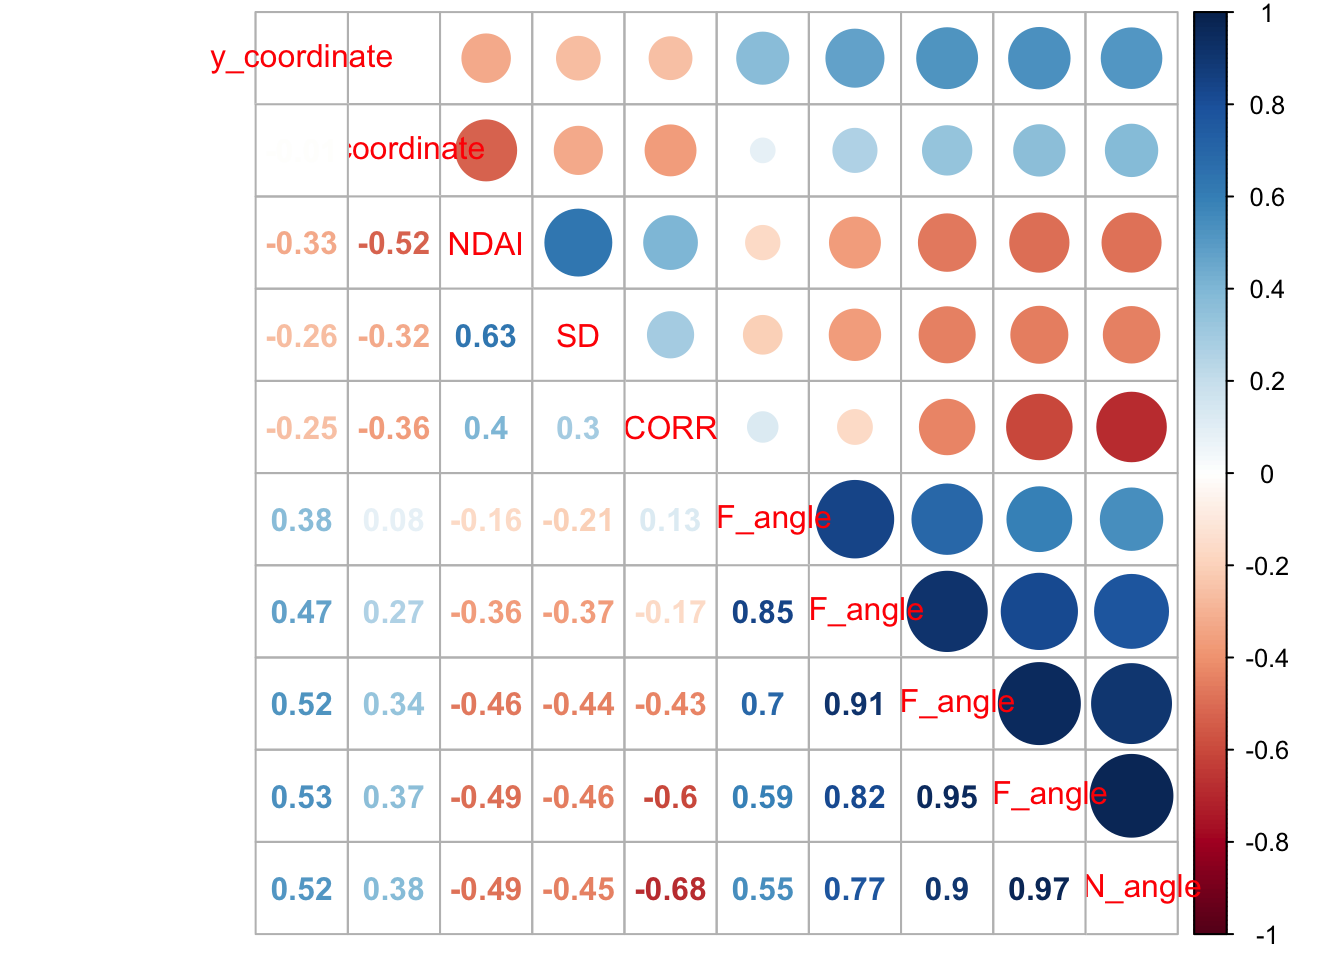 y_coordinate
coordinate
-0.33 -0.52 NDAI
-0.26 -0.32 0.63 SD
-0.25 -0.36 0.4 0.3 CORR
0.38 0.08 -0.16 -0.21 0.13 F_angle
0.47 0.27 -0.36 -0.37 -0.17 0.85 F_angle
0.52 0.34 -0.46 -0.44 -0.43 0.7 0.91 F_angle
0.53 0.37 -0.49 -0.46 -0.6 0.59 0.82 0.95 F_angle
0.52 0.38 -0.49 -0.45 -0.68 0.55 0.77 0.9 0.97 N_angle
1
0.8
0.6
0.4
0.2
0
-0.2
-0.4
-0.6
-0.8
-1